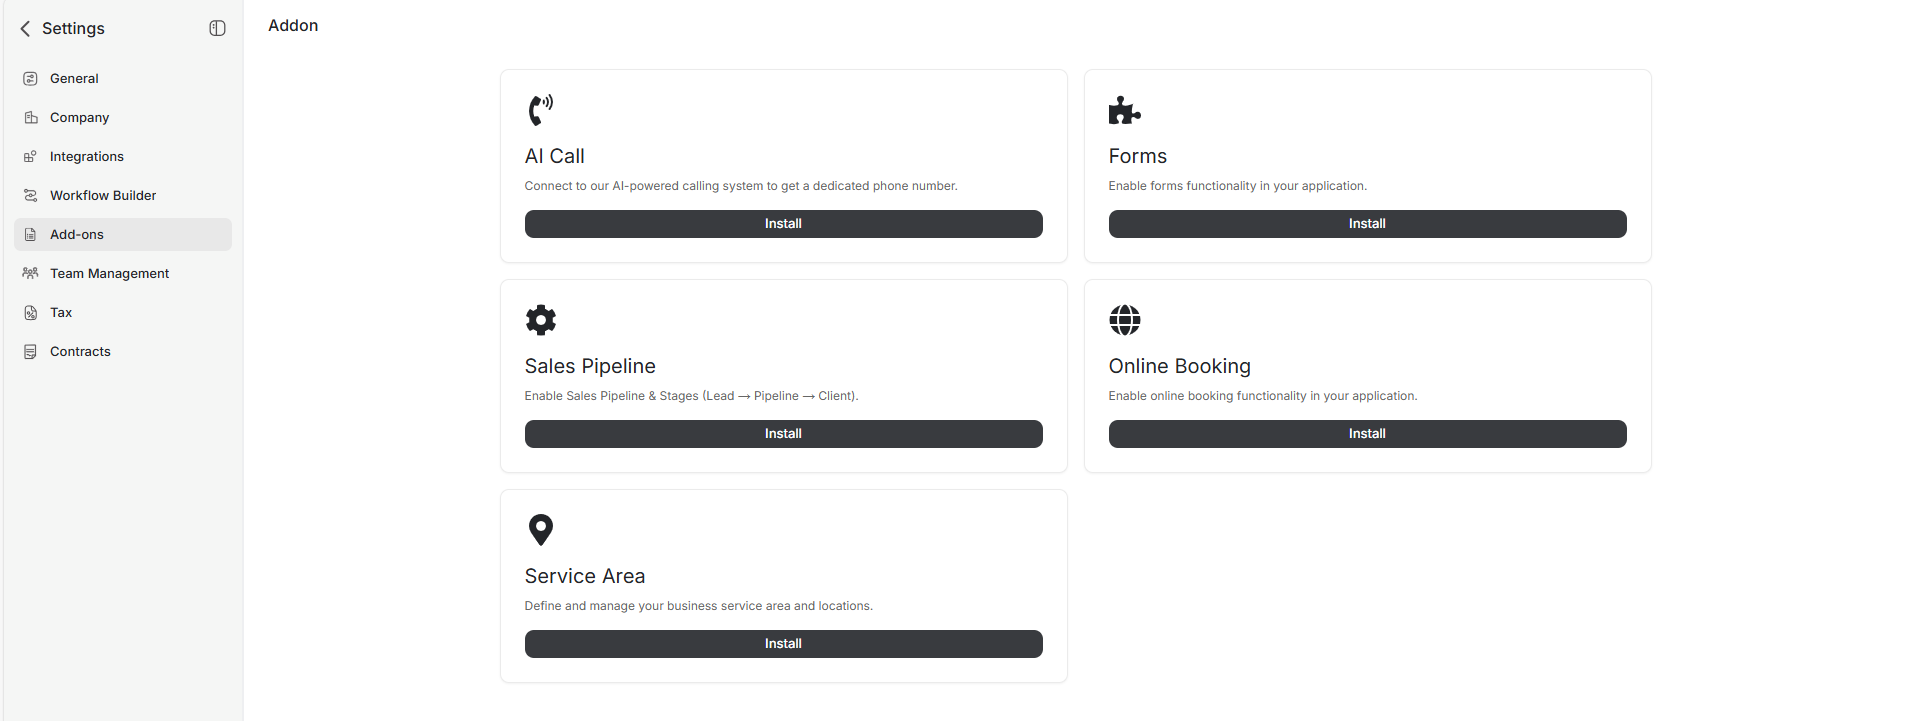 Settings
General
Company
Integrations
Workflow Builder
Add-ons
Team Management
Tax
Contracts
Addon
AI Call
Connect to our AI-powered calling system to get a dedicated phone number.
Install
Forms
Enable forms functionality in your application.
Install
Sales Pipeline
Enable Sales Pipeline & Stages (Lead → Pipeline → Client).
Install
Online Booking
Enable online booking functionality in your application.
Install
Service Area
Define and manage your business service area and locations.
Install